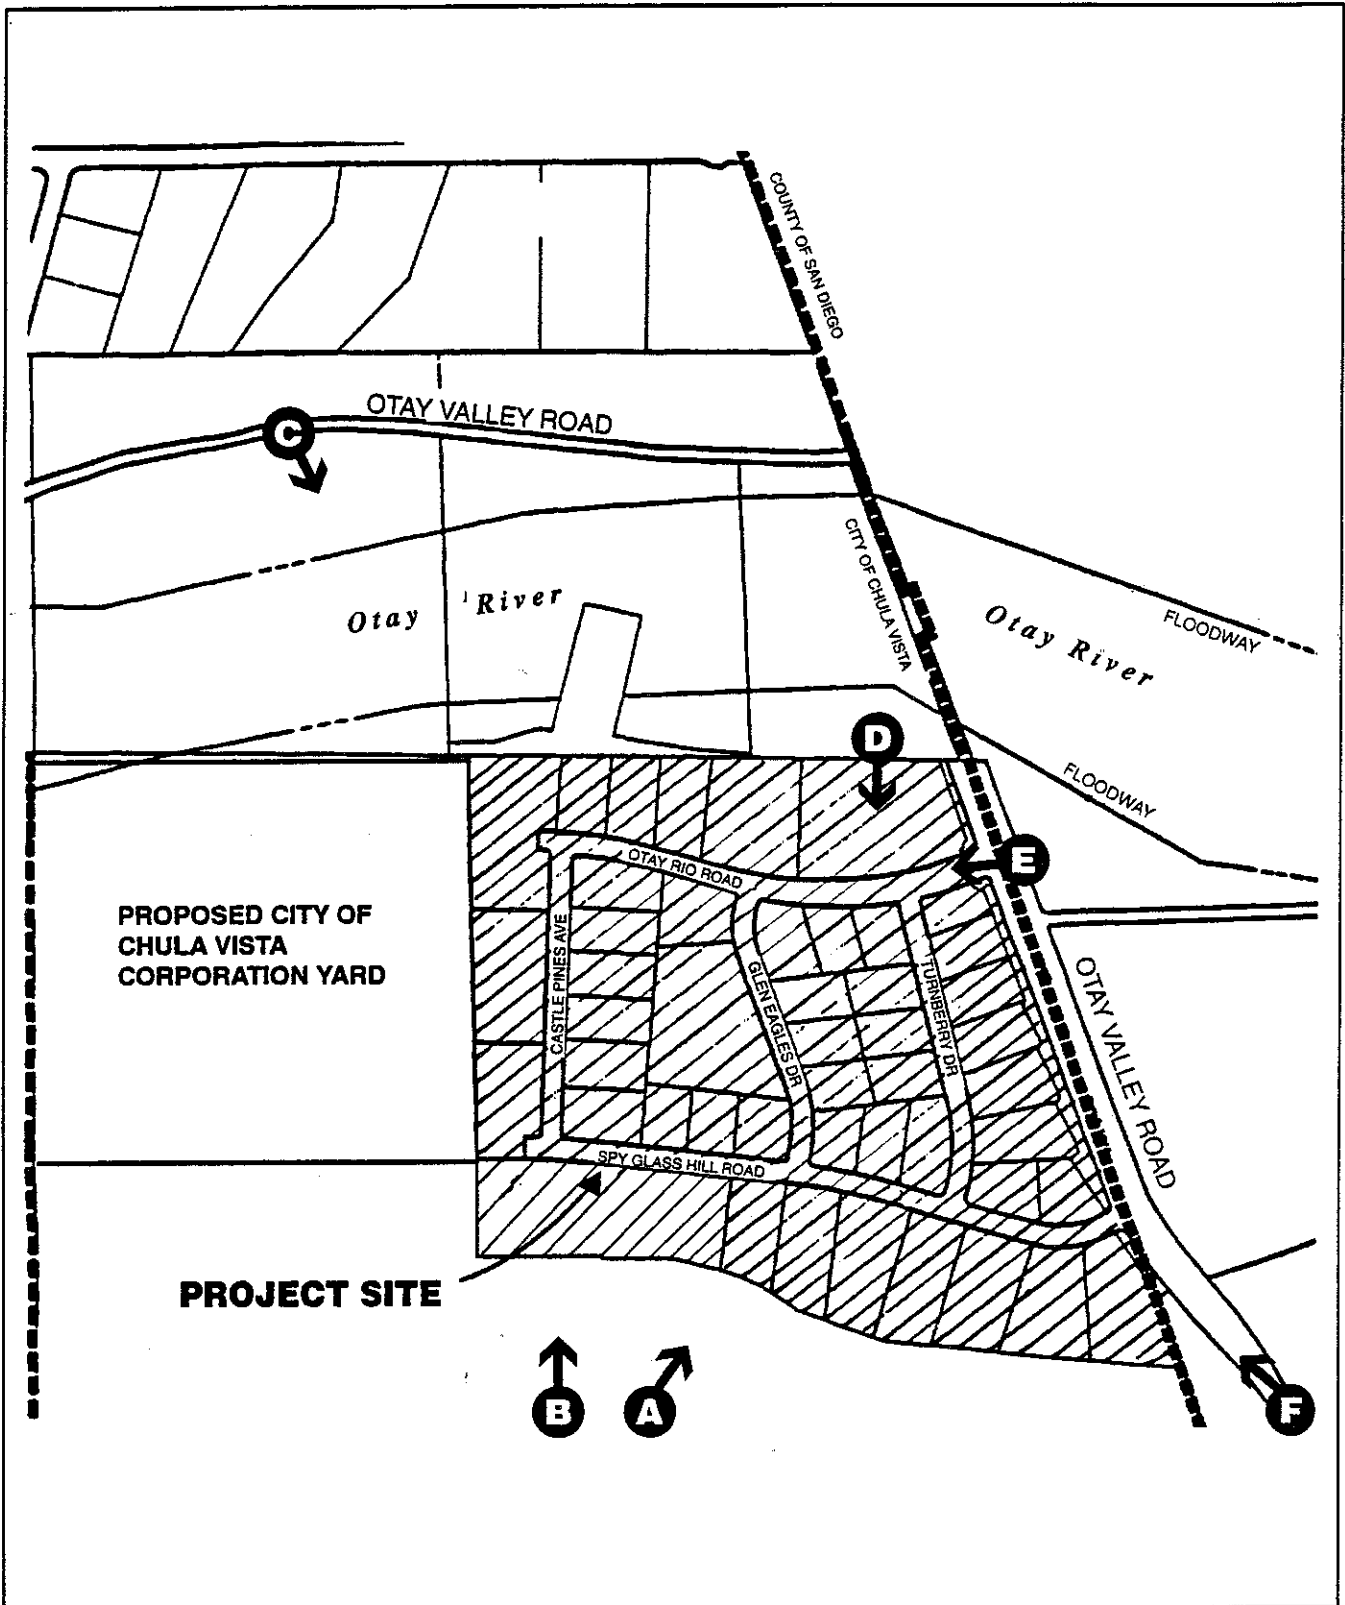 COUNTY OF SAN DIEGO
OTAY VALLEY ROAD
C
CITY OF CHULA VISTA
Otay River
Otay River
FLOODWAY
D
FLOODWAY
E
OTAY RIO ROAD
PROPOSED CITY OF
CHULA VISTA
CORPORATION YARD
CASTLE PINES AVE
GLEN EAGLES DR
TURNBERRY DR
OTAY VALLEY ROAD
SPY GLASS HILL ROAD
PROJECT SITE
B
A
F